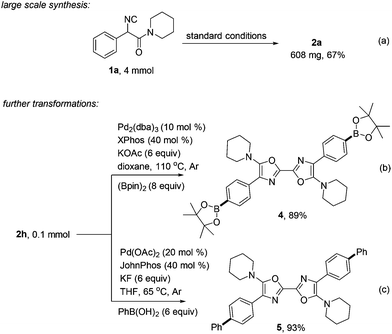 large scale synthesis:
NC
N
O
1a, 4 mmol
standard conditions
2a
608 mg, 67%
(a)
further transformations:
Pd2(dba)3 (10 mol %)
XPhos (40 mol %)
KOAc (6 equiv)
dioxane, 110 °C, Ar
(Bpin)2 (8 equiv)
O
B
O
N
O
N
N
O
N
O
B
O
4, 89%
(b)
2h, 0.1 mmol
Pd(OAc)2 (20 mol %)
JohnPhos (40 mol %)
KF (6 equiv)
THF, 65 °C, Ar
PhB(OH)2 (6 equiv)
Ph
N
O
N
N
O
N
Ph
5, 93%
(c)